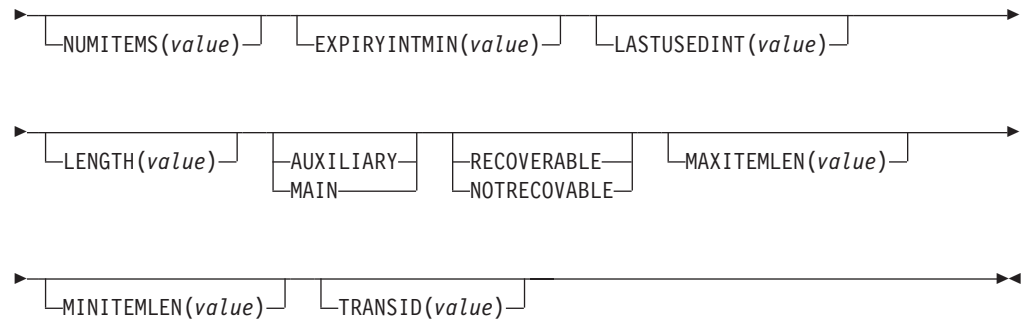 NUMITEMS(value) EXPIRYINTMIN(value) LASTUSEDINT(value)
LENGTH(value) AUXILIARY RECOVERABLE MAXITEMLEN(value)
MAIN NOTRECOVABLE
MINITEMLEN(value) TRANSID(value)